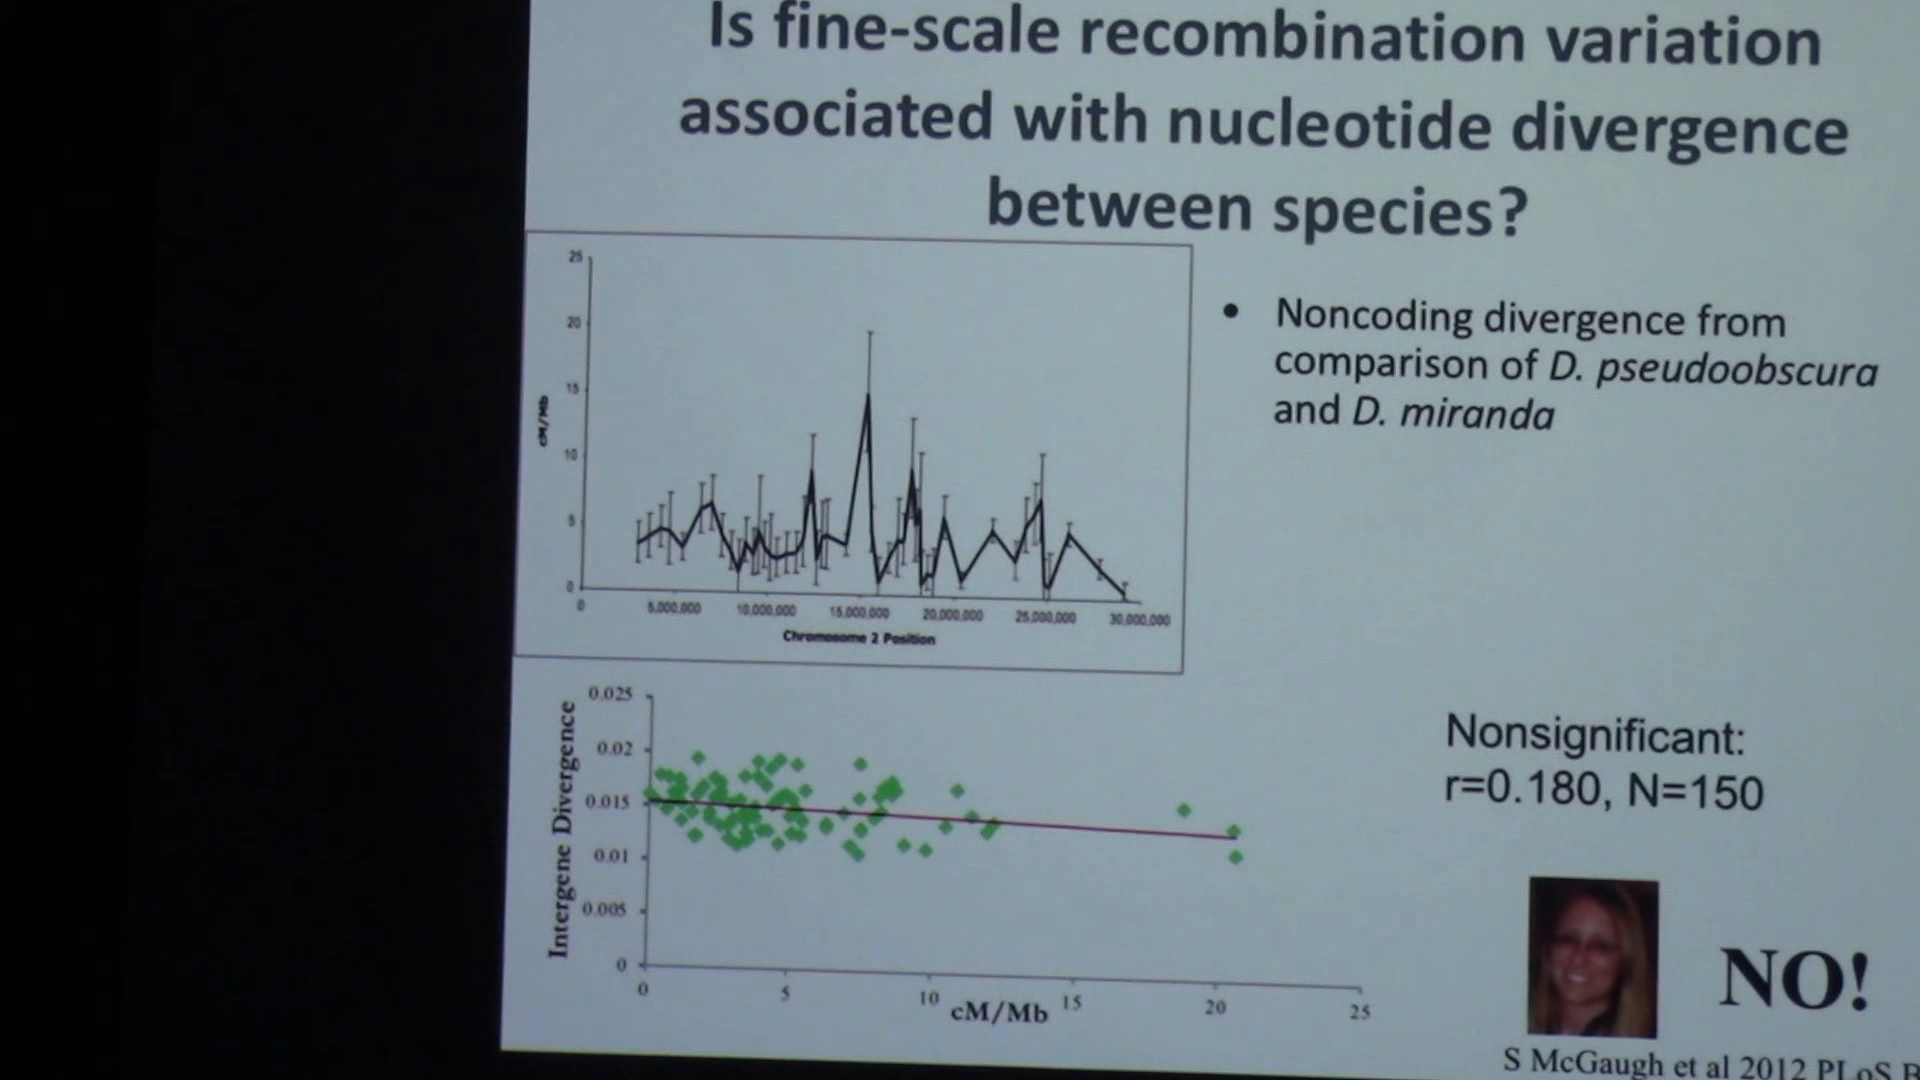 Is fine-scale recombination variation
associated with nucleotide divergence
between species?
25
20
15
10
5
0
cM/Mb
0 5,000,000 10,000,000 15,000,000 20,000,000 25,000,000 30,000,000
Chromosome 2 Position
• Noncoding divergence from
comparison of D. pseudoobscura
and D. miranda
0.025
0.02
0.015
0.01
0.005
0
Intergene Divergence
0 5 10 15 20 25
cM/Mb
Nonsignificant:
r=0.180, N=150
NO!
S McGaugh et al 2012 PLoS B